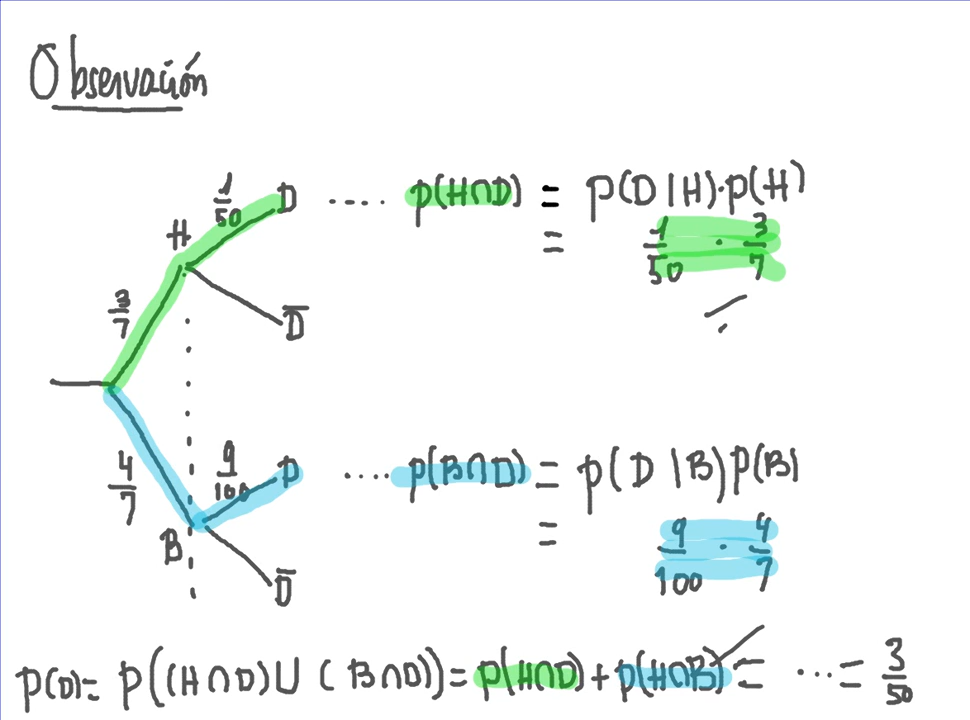 Observación
1/50 D .... p(H∩D) = p(D|H)·p(H)
H
= 1/50 · 3/7
3/7
D̅
4/7 9/100 D .... p(B∩D) = p(D|B)p(B)
= 9/100 · 4/7
B
D̅
p(D)= p((H∩D)∪(B∩D)) = p(H∩D)+p(H∩B) = ... = 3/50